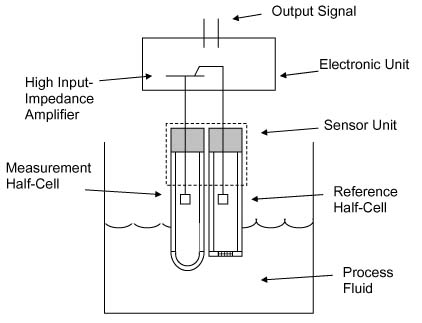 Output Signal
Electronic Unit
High Input-
Impedance
Amplifier
Sensor Unit
Measurement
Half-Cell
Reference
Half-Cell
Process
Fluid